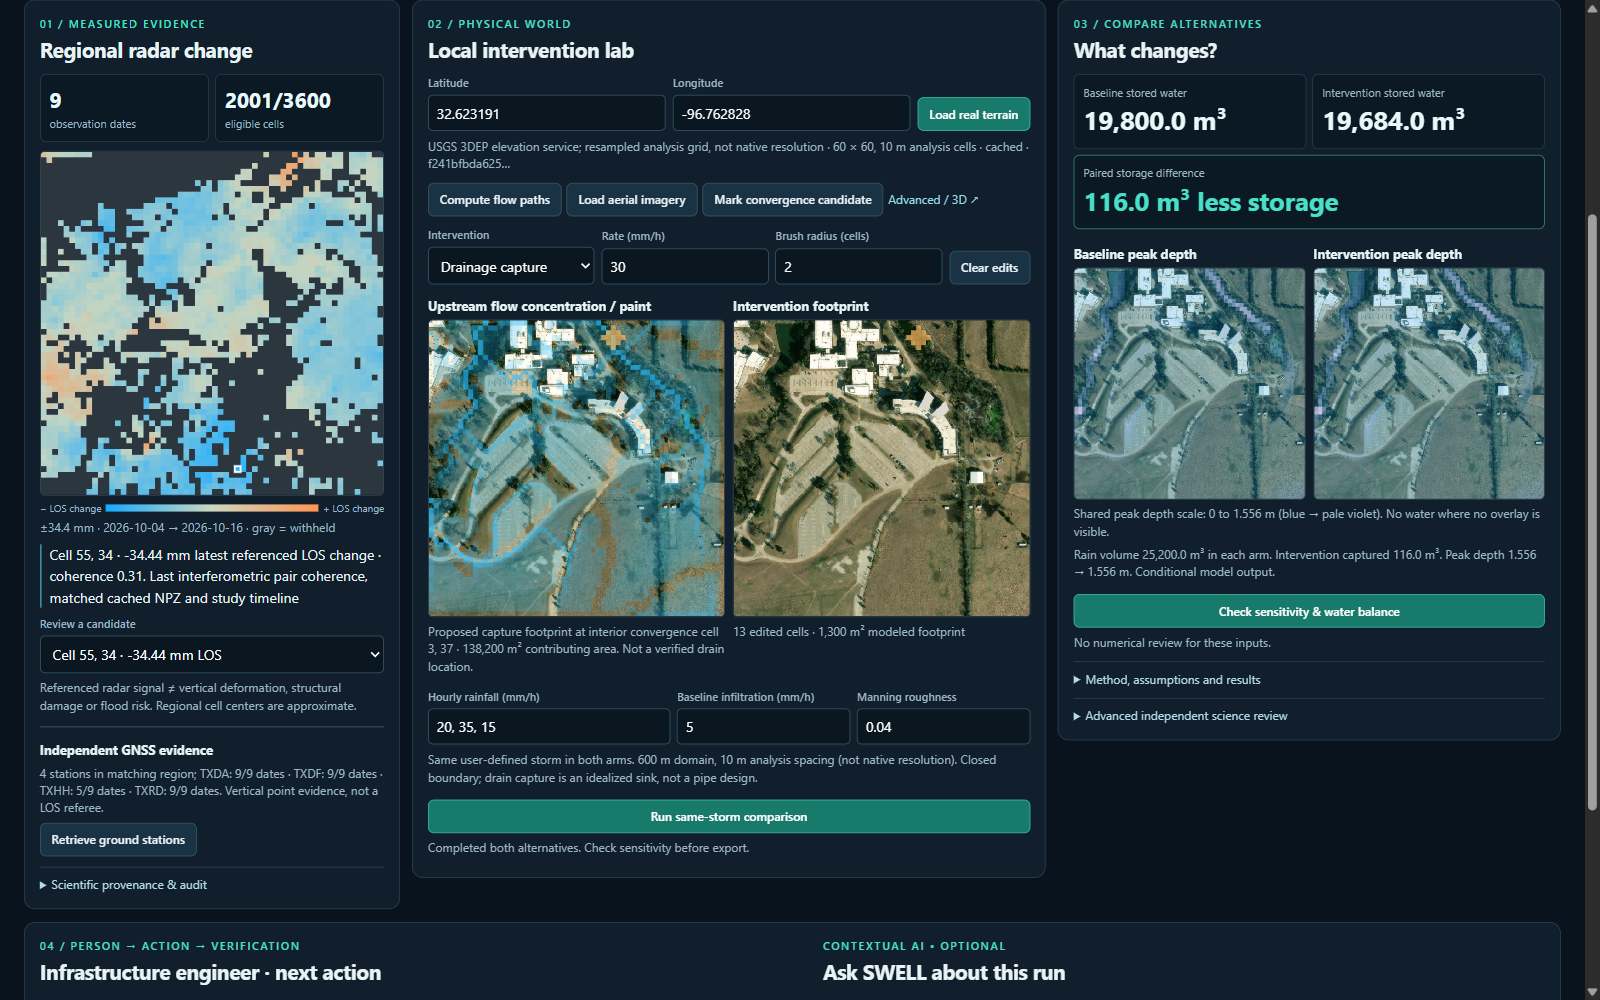 01 / MEASURED EVIDENCE
Regional radar change
9
observation dates
2001/3600
eligible cells
− LOS change
+ LOS change
±34.4 mm · 2026-10-04 → 2026-10-16 · gray = withheld
Cell 55, 34 · -34.44 mm latest referenced LOS change ·
coherence 0.31. Last interferometric pair coherence,
matched cached NPZ and study timeline
Review a candidate
Cell 55, 34 · -34.44 mm LOS
Referenced radar signal ≠ vertical deformation, structural
damage or flood risk. Regional cell centers are approximate.
Independent GNSS evidence
4 stations in matching region; TXDA: 9/9 dates · TXDF: 9/9 dates ·
TXHH: 5/9 dates · TXRD: 9/9 dates. Vertical point evidence, not a
LOS referee.
Retrieve ground stations
▶ Scientific provenance & audit
02 / PHYSICAL WORLD
Local intervention lab
Latitude
Longitude
32.623191
-96.762828
Load real terrain
USGS 3DEP elevation service; resampled analysis grid, not native resolution · 60 × 60, 10 m analysis cells · cached ·
f241bfbda625...
Compute flow paths
Load aerial imagery
Mark convergence candidate
Advanced / 3D ↗
Intervention
Rate (mm/h)
Brush radius (cells)
Drainage capture
30
2
Clear edits
Upstream flow concentration / paint
Intervention footprint
Proposed capture footprint at interior convergence cell
3, 37 · 138,200 m² contributing area. Not a verified drain
location.
13 edited cells · 1,300 m² modeled footprint
Hourly rainfall (mm/h)
Baseline infiltration (mm/h)
Manning roughness
20, 35, 15
5
0.04
Same user-defined storm in both arms. 600 m domain, 10 m analysis spacing (not native resolution). Closed
boundary; drain capture is an idealized sink, not a pipe design.
Run same-storm comparison
Completed both alternatives. Check sensitivity before export.
03 / COMPARE ALTERNATIVES
What changes?
Baseline stored water
19,800.0 m³
Intervention stored water
19,684.0 m³
Paired storage difference
116.0 m³ less storage
Baseline peak depth
Intervention peak depth
Shared peak depth scale: 0 to 1.556 m (blue → pale violet). No water where no overlay is
visible.
Rain volume 25,200.0 m³ in each arm. Intervention captured 116.0 m³. Peak depth 1.556
→ 1.556 m. Conditional model output.
Check sensitivity & water balance
No numerical review for these inputs.
▶ Method, assumptions and results
▶ Advanced independent science review
04 / PERSON → ACTION → VERIFICATION
Infrastructure engineer · next action
CONTEXTUAL AI • OPTIONAL
Ask SWELL about this run